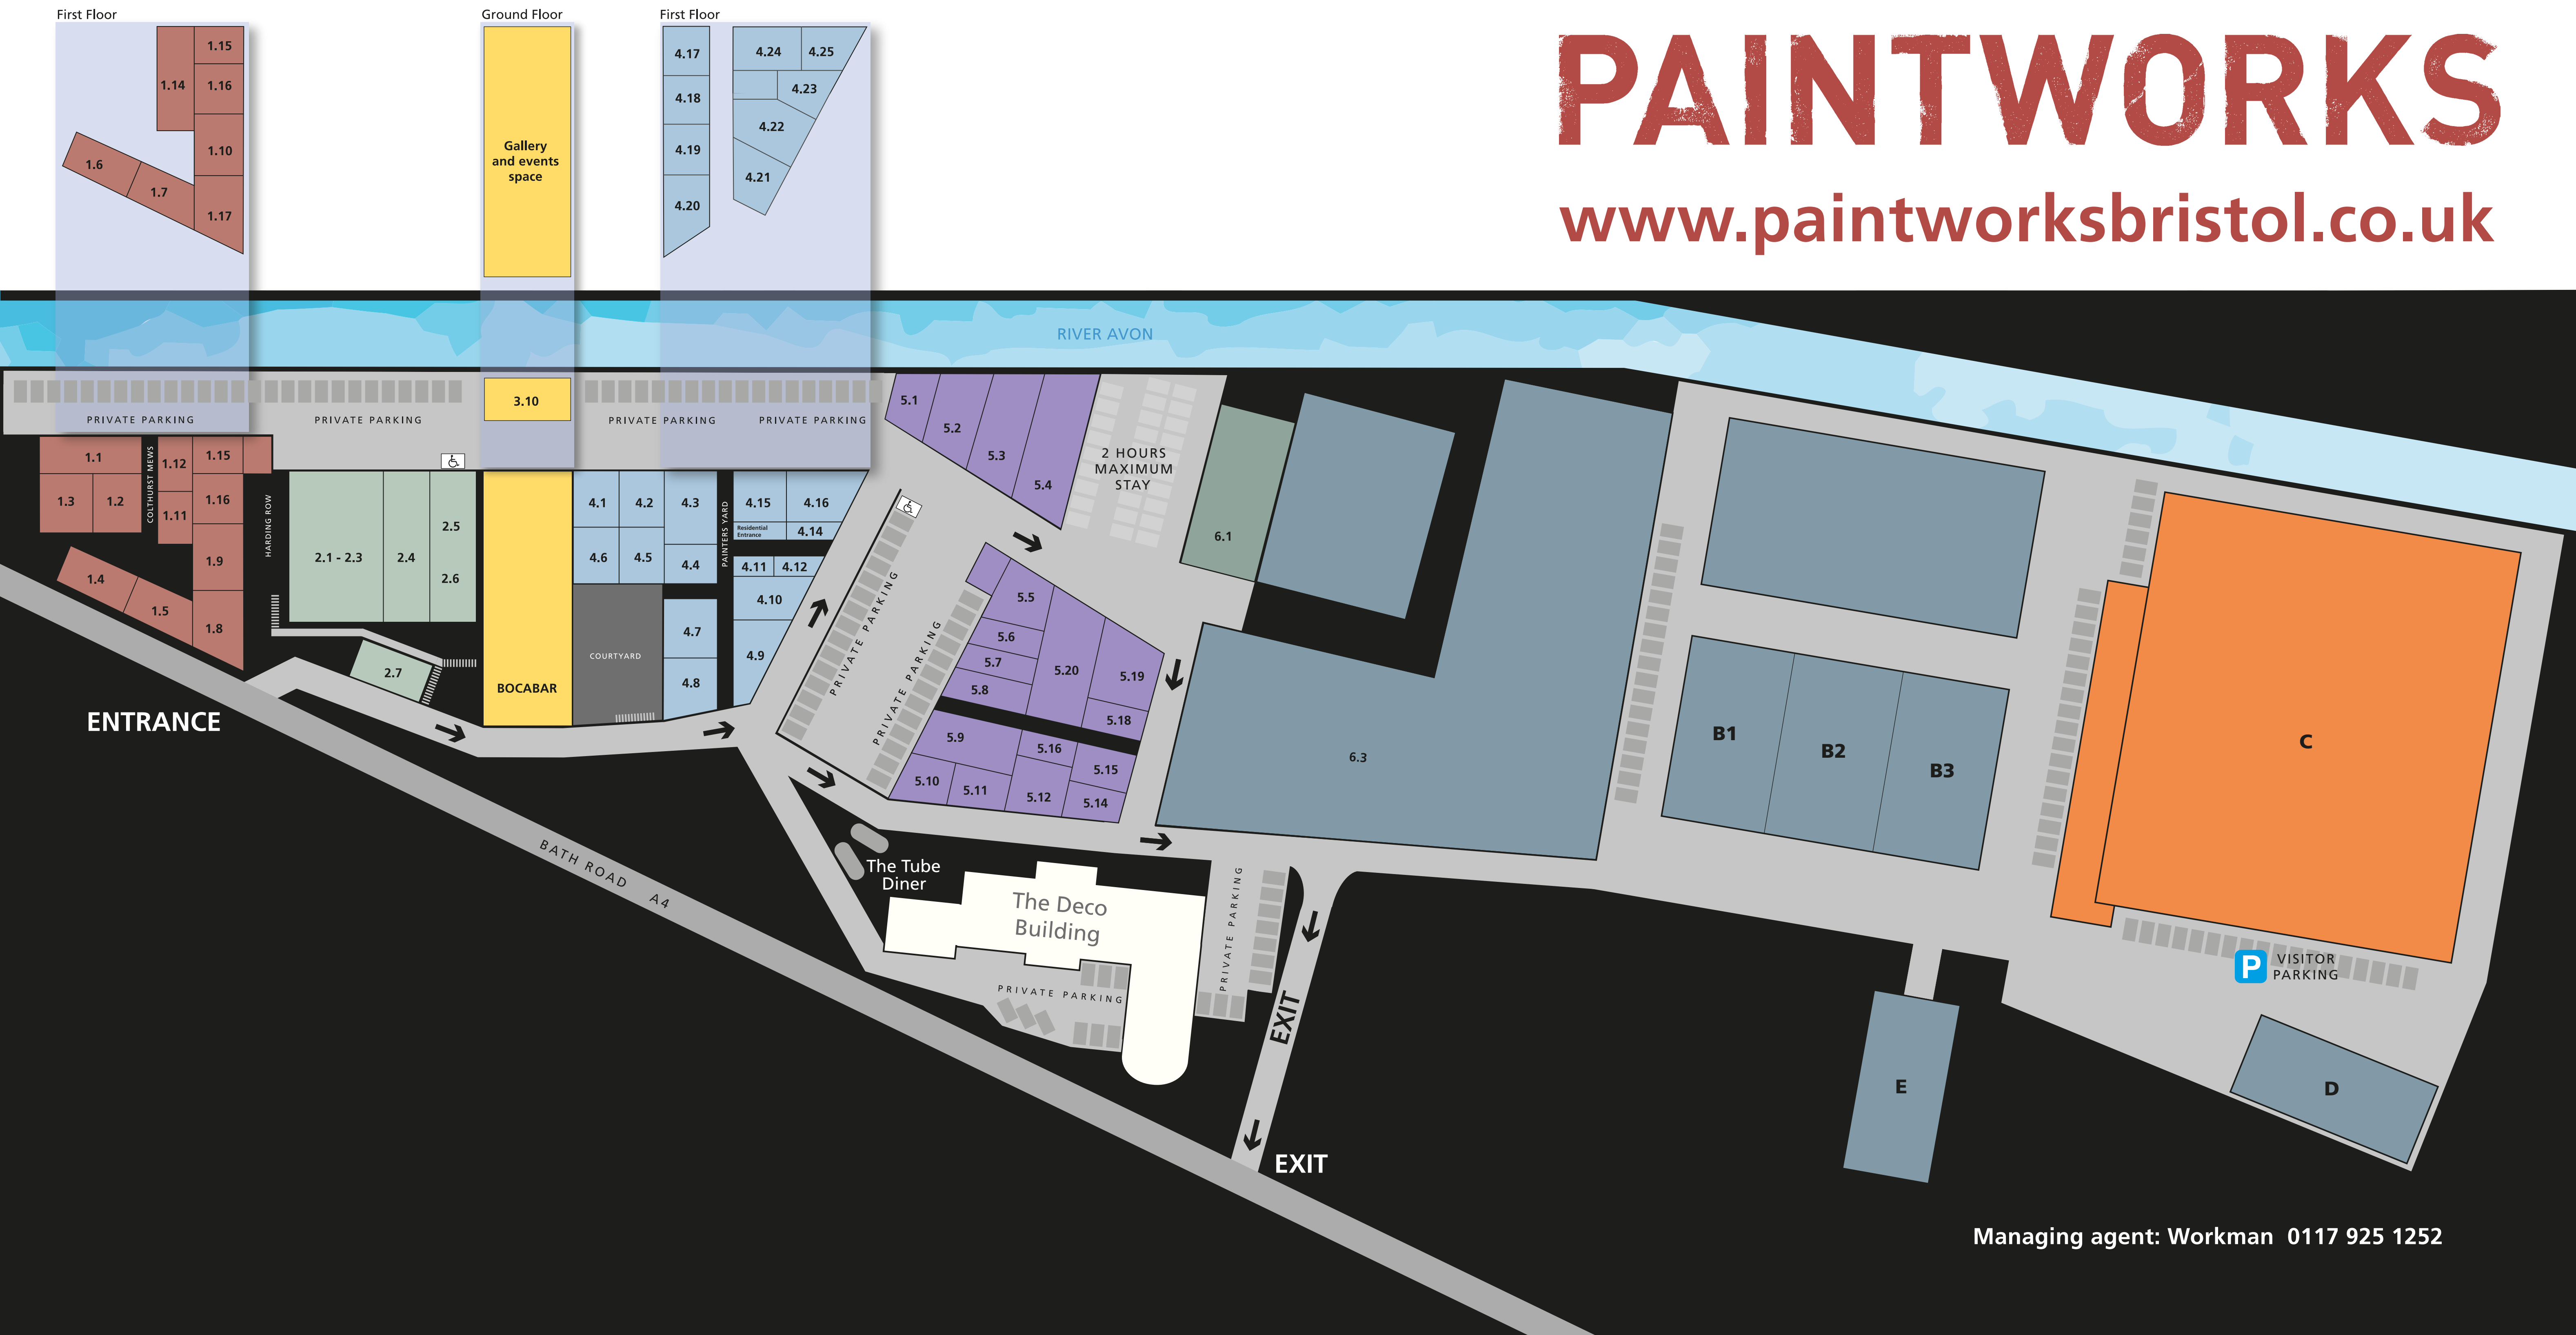 First Floor
Ground Floor
First Floor
1.14
1.15
1.16
1.10
1.6
1.7
1.17
Gallery
and events
space
4.17
4.18
4.19
4.20
4.24
4.25
4.23
4.22
4.21
PAINTWORKS
www.paintworksbristol.co.uk
RIVER AVON
PRIVATE PARKING
PRIVATE PARKING
3.10
PRIVATE PARKING
PRIVATE PARKING
1.1
1.3
1.2
COLTHURST MEWS
1.12
1.11
1.15
1.16
1.9
1.8
1.4
1.5
HARDING ROW
2.1 - 2.3
2.4
2.5
2.6
2.7
BOCABAR
4.1
4.2
4.3
4.6
4.5
4.4
COURTYARD
4.7
4.8
PAINTERS YARD
4.15
4.16
Residential
Entrance
4.14
4.11
4.12
4.10
4.9
PRIVATE PARKING
PRIVATE PARKING
5.1
5.2
5.3
5.4
2 HOURS
MAXIMUM
STAY
5.5
5.6
5.7
5.8
5.20
5.19
5.18
5.9
5.16
5.15
5.10
5.11
5.12
5.14
6.1
6.3
B1
B2
B3
C
ENTRANCE
BATH ROAD A4
The Tube
Diner
The Deco
Building
PRIVATE PARKING
PRIVATE PARKING
EXIT
EXIT
P
VISITOR
PARKING
E
D
Managing agent: Workman 0117 925 1252